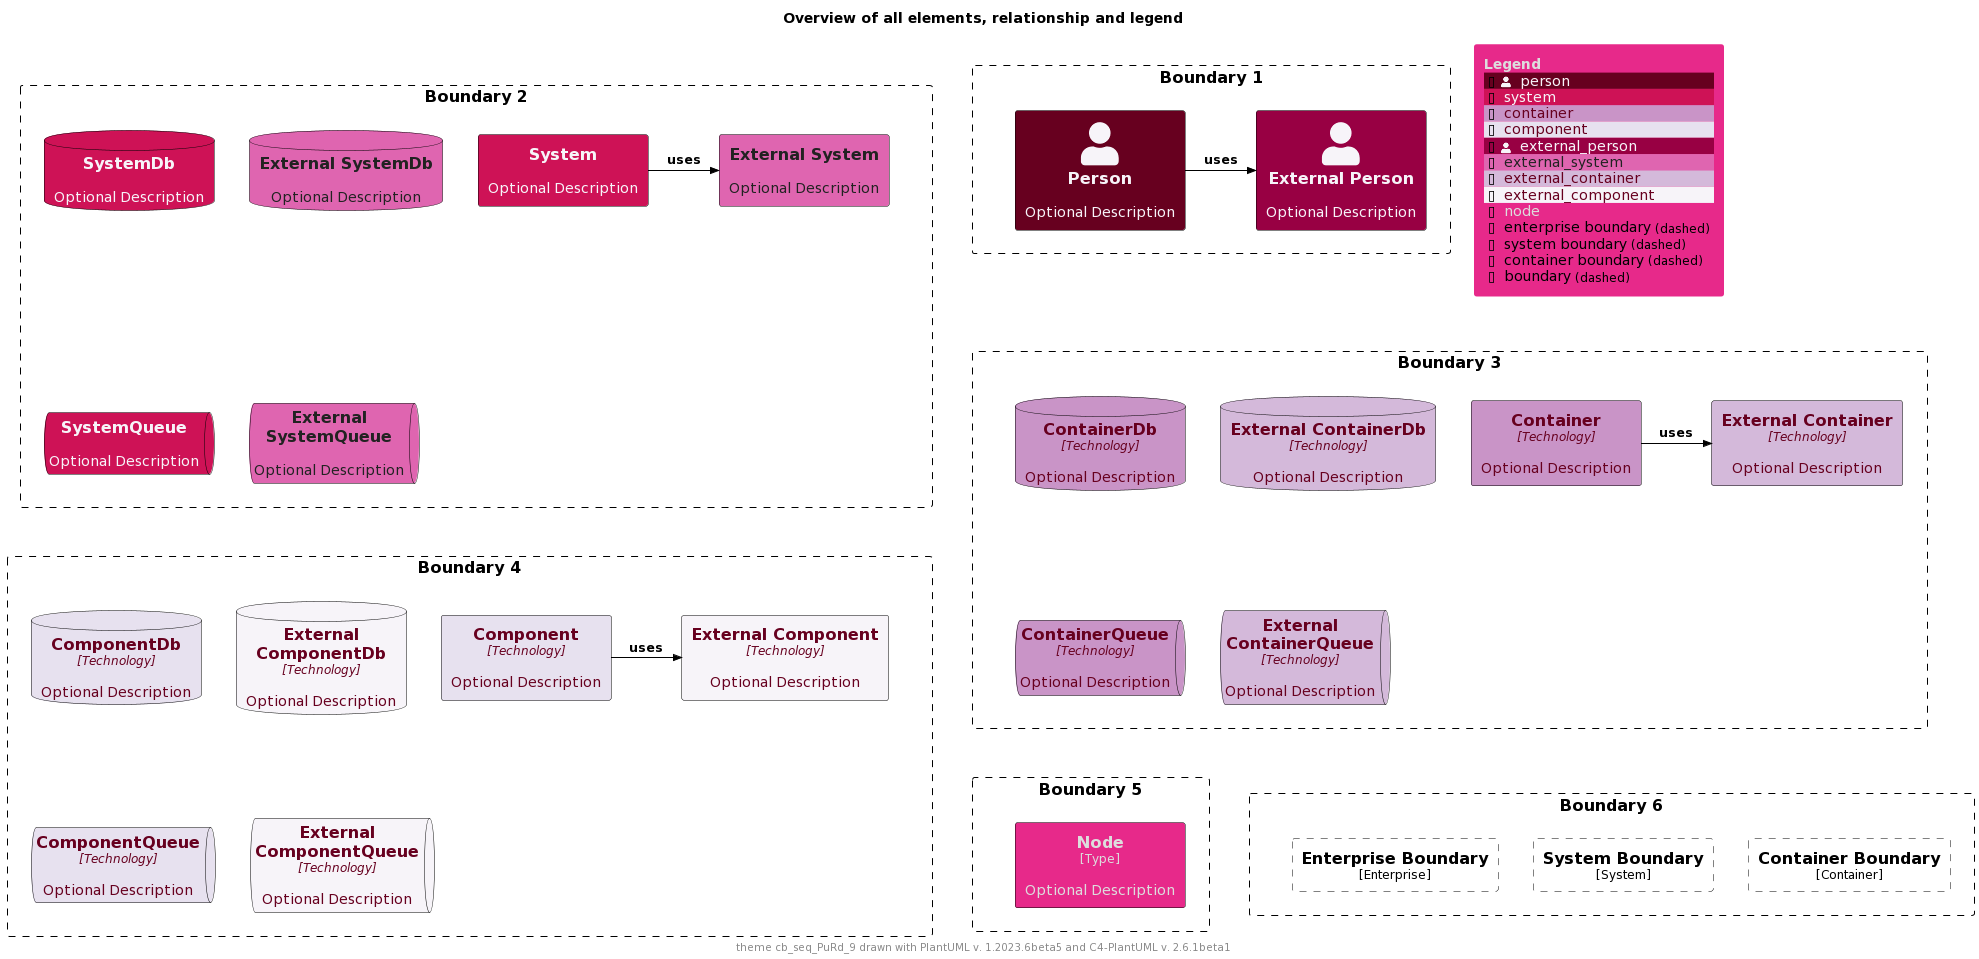 Overview of all elements, relationship and legend
Boundary 2
SystemDb
Optional Description
External SystemDb
Optional Description
System
Optional Description
uses
External System
Optional Description
SystemQueue
Optional Description
External
SystemQueue
Optional Description
Boundary 1
Person
Optional Description
uses
External Person
Optional Description
Legend
person
system
container
component
external_person
external_system
external_container
external_component
node
enterprise boundary (dashed)
system boundary (dashed)
container boundary (dashed)
boundary (dashed)
Boundary 3
ContainerDb
[Technology]
Optional Description
External ContainerDb
[Technology]
Optional Description
Container
[Technology]
Optional Description
uses
External Container
[Technology]
Optional Description
ContainerQueue
[Technology]
Optional Description
External
ContainerQueue
[Technology]
Optional Description
Boundary 4
ComponentDb
[Technology]
Optional Description
External
ComponentDb
[Technology]
Optional Description
Component
[Technology]
Optional Description
uses
External Component
[Technology]
Optional Description
ComponentQueue
[Technology]
Optional Description
External
ComponentQueue
[Technology]
Optional Description
Boundary 5
Node
[Type]
Optional Description
Boundary 6
Enterprise Boundary
[Enterprise]
System Boundary
[System]
Container Boundary
[Container]
theme cb_seq_PuRd_9 drawn with PlantUML v. 1.2023.6beta5 and C4-PlantUML v. 2.6.1beta1